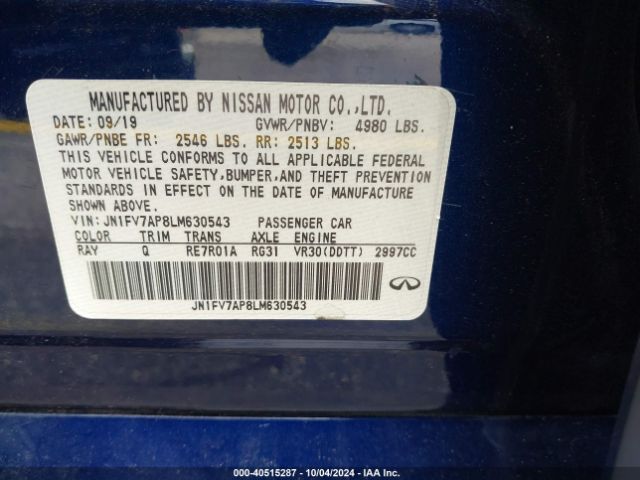 MANUFACTURED BY NISSAN MOTOR CO.,LTD.
DATE: 09/19 GVWR/PNBV: 4980 LBS.
GAWR/PNBE FR: 2546 LBS. RR: 2513 LBS.
THIS VEHICLE CONFORMS TO ALL APPLICABLE FEDERAL
MOTOR VEHICLE SAFETY,BUMPER,AND THEFT PREVENTION
STANDARDS IN EFFECT ON THE DATE OF MANUFACTURE
SHOWN ABOVE.
VIN: JN1FV7AP8LM630543 PASSENGER CAR
COLOR TRIM TRANS AXLE ENGINE
RAY Q RE7R01A RG31 VR30(DDTT) 2997CC
JN1FV7AP8LM630543
000-40515287 - 10/04/2024 - IAA Inc.